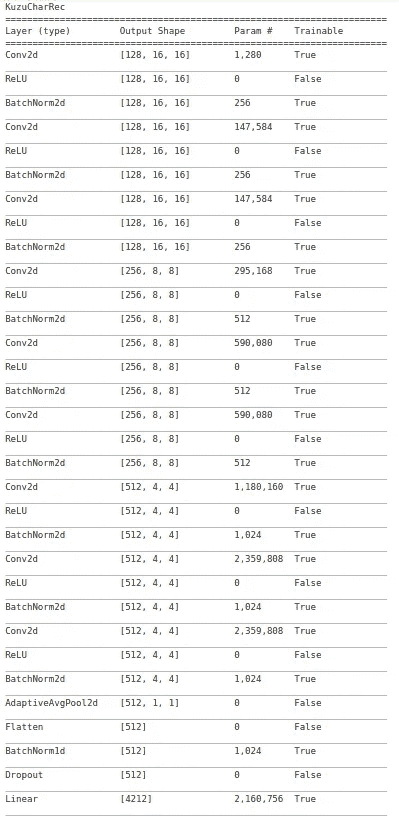 KuzuCharRec
======================================================================
Layer (type) Output Shape Param # Trainable
======================================================================
Conv2d [128, 16, 16] 1,280 True
ReLU [128, 16, 16] 0 False
BatchNorm2d [128, 16, 16] 256 True
Conv2d [128, 16, 16] 147,584 True
ReLU [128, 16, 16] 0 False
BatchNorm2d [128, 16, 16] 256 True
Conv2d [128, 16, 16] 147,584 True
ReLU [128, 16, 16] 0 False
BatchNorm2d [128, 16, 16] 256 True
Conv2d [256, 8, 8] 295,168 True
ReLU [256, 8, 8] 0 False
BatchNorm2d [256, 8, 8] 512 True
Conv2d [256, 8, 8] 590,080 True
ReLU [256, 8, 8] 0 False
BatchNorm2d [256, 8, 8] 512 True
Conv2d [256, 8, 8] 590,080 True
ReLU [256, 8, 8] 0 False
BatchNorm2d [256, 8, 8] 512 True
Conv2d [512, 4, 4] 1,180,160 True
ReLU [512, 4, 4] 0 False
BatchNorm2d [512, 4, 4] 1,024 True
Conv2d [512, 4, 4] 2,359,808 True
ReLU [512, 4, 4] 0 False
BatchNorm2d [512, 4, 4] 1,024 True
Conv2d [512, 4, 4] 2,359,808 True
ReLU [512, 4, 4] 0 False
BatchNorm2d [512, 4, 4] 1,024 True
AdaptiveAvgPool2d [512, 1, 1] 0 False
Flatten [512] 0 False
BatchNorm1d [512] 1,024 True
Dropout [512] 0 False
Linear [4212] 2,160,756 True